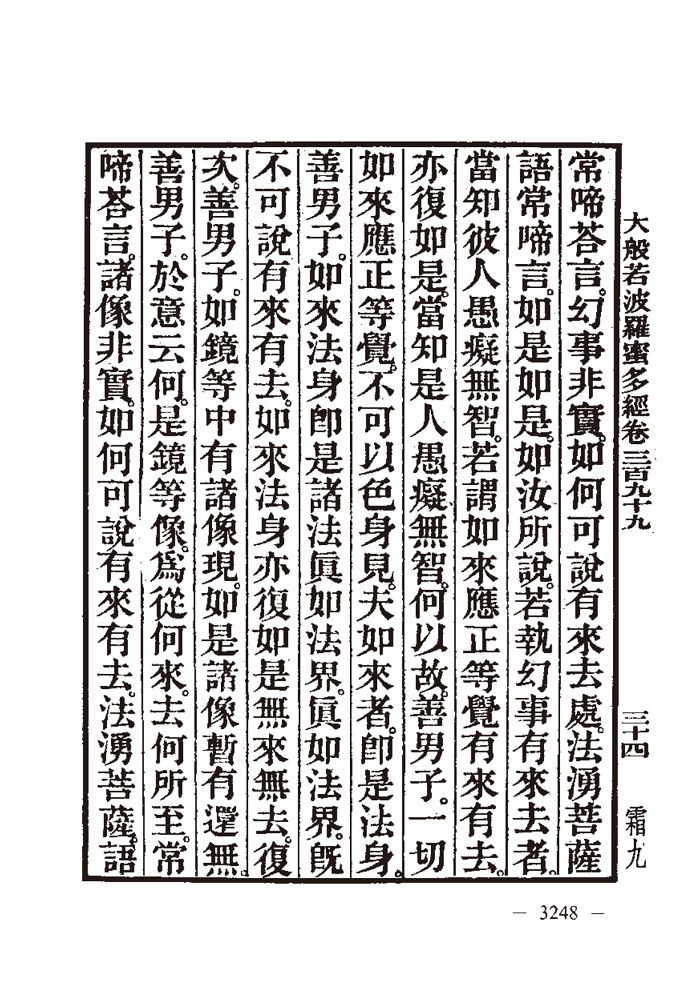 大般若波羅蜜多經卷三百九十九　三十四　霜九
常啼荅言。幻事非實。如何可說有來去處。法湧菩薩
語常啼言。如是如是。如汝所說。若執幻事有來去者。
當知彼人愚癡無智。若謂如來應正等覺有來有去。
亦復如是。當知是人愚癡無智。何以故。善男子。一切
如來應正等覺。不可以色身見。夫如來者。卽是法身。
善男子。如來法身卽是諸法眞如法界。眞如法界。旣
不可說有來有去。如來法身亦復如是無來無去。復
次。善男子。如鏡等中有諸像現。如是諸像暫有還無。
善男子。於意云何。是鏡等像。爲從何來。去何所至。常
啼荅言。諸像非實。如何可說有來有去。法湧菩薩。語
— 3248 —